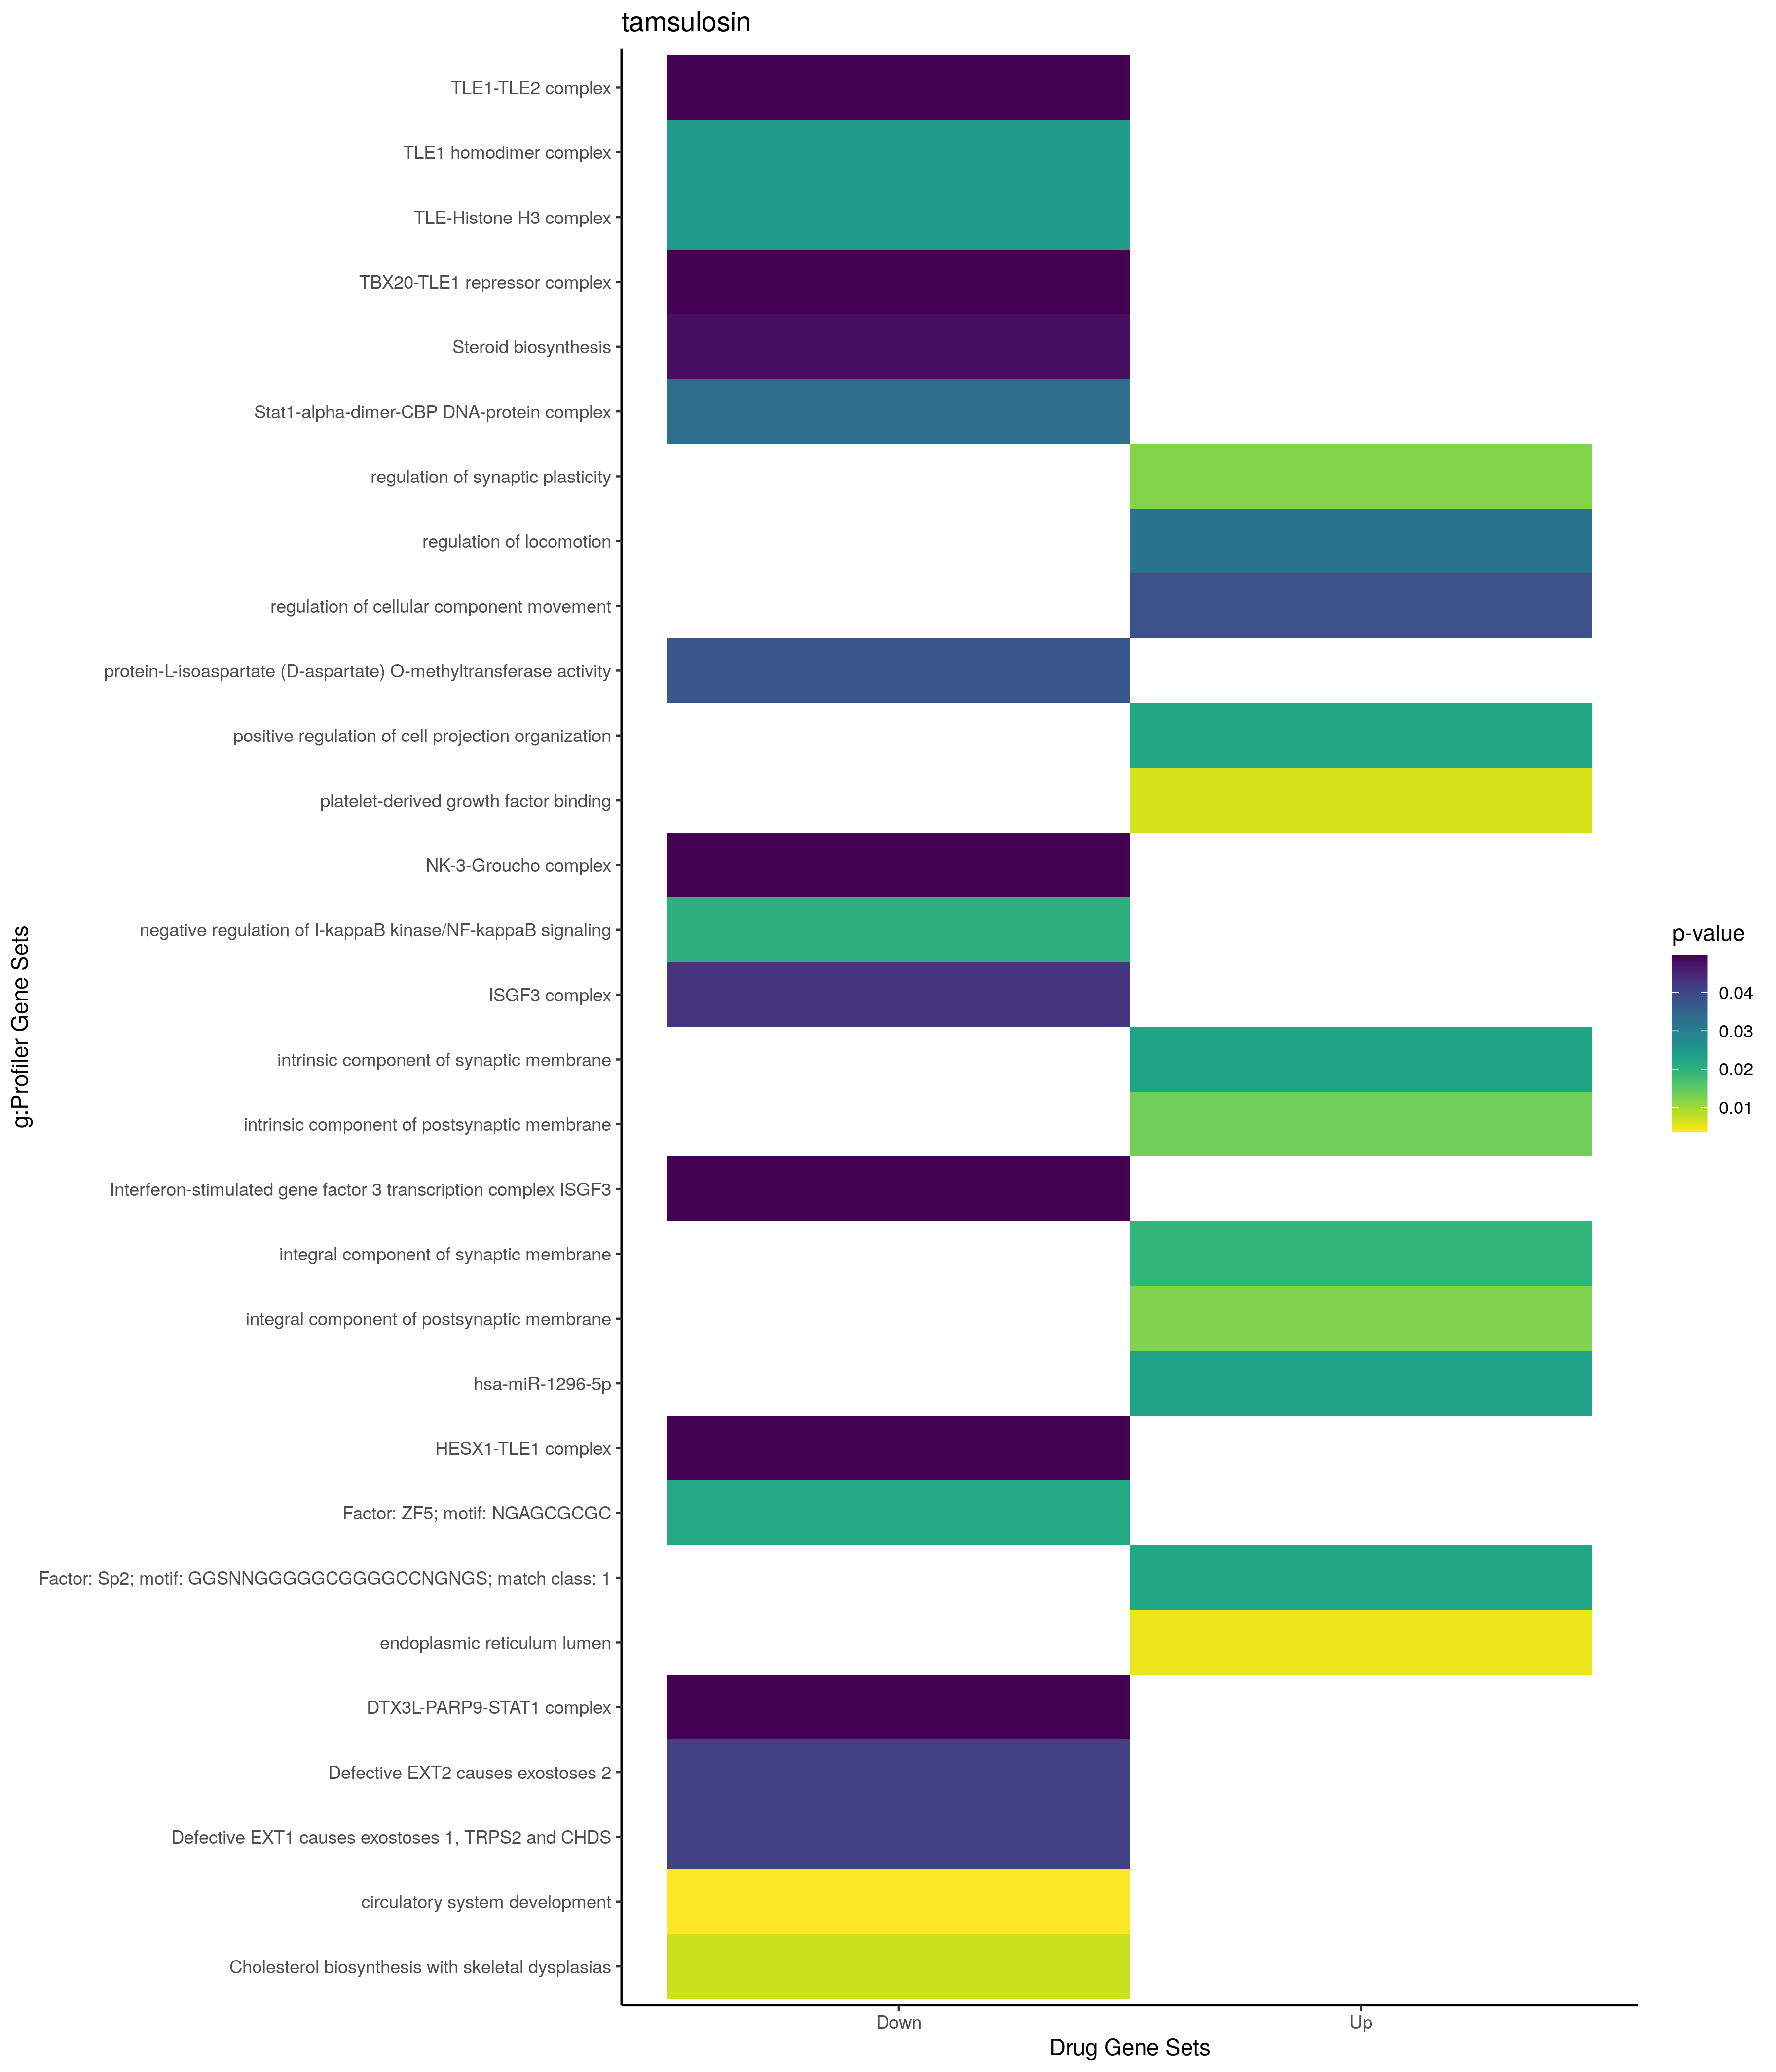 tamsulosin
TLE1-TLE2 complex
TLE1 homodimer complex
TLE-Histone H3 complex
TBX20-TLE1 repressor complex
Steroid biosynthesis
Stat1-alpha-dimer-CBP DNA-protein complex
regulation of synaptic plasticity
regulation of locomotion
regulation of cellular component movement
protein-L-isoaspartate (D-aspartate) O-methyltransferase activity
positive regulation of cell projection organization
platelet-derived growth factor binding
NK-3-Groucho complex
negative regulation of I-kappaB kinase/NF-kappaB signaling
ISGF3 complex
intrinsic component of synaptic membrane
intrinsic component of postsynaptic membrane
Interferon-stimulated gene factor 3 transcription complex ISGF3
integral component of synaptic membrane
integral component of postsynaptic membrane
hsa-miR-1296-5p
HESX1-TLE1 complex
Factor: ZF5; motif: NGAGCGCGC
Factor: Sp2; motif: GGSNNGGGGGCGGGGCCNGNGS; match class: 1
endoplasmic reticulum lumen
DTX3L-PARP9-STAT1 complex
Defective EXT2 causes exostoses 2
Defective EXT1 causes exostoses 1, TRPS2 and CHDS
circulatory system development
Cholesterol biosynthesis with skeletal dysplasias
g:Profiler Gene Sets
Down
Up
Drug Gene Sets
p-value
0.04
0.03
0.02
0.01